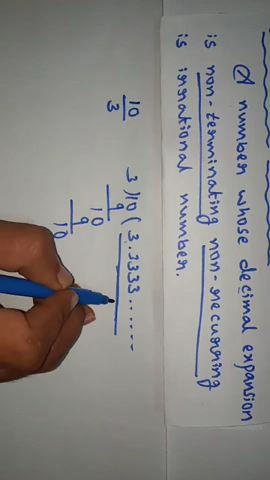 A number whose decimal expansion
is non-terminating non-recurring
is irrational number.
10
3
3)10(3.3333.......
9
10
9
10